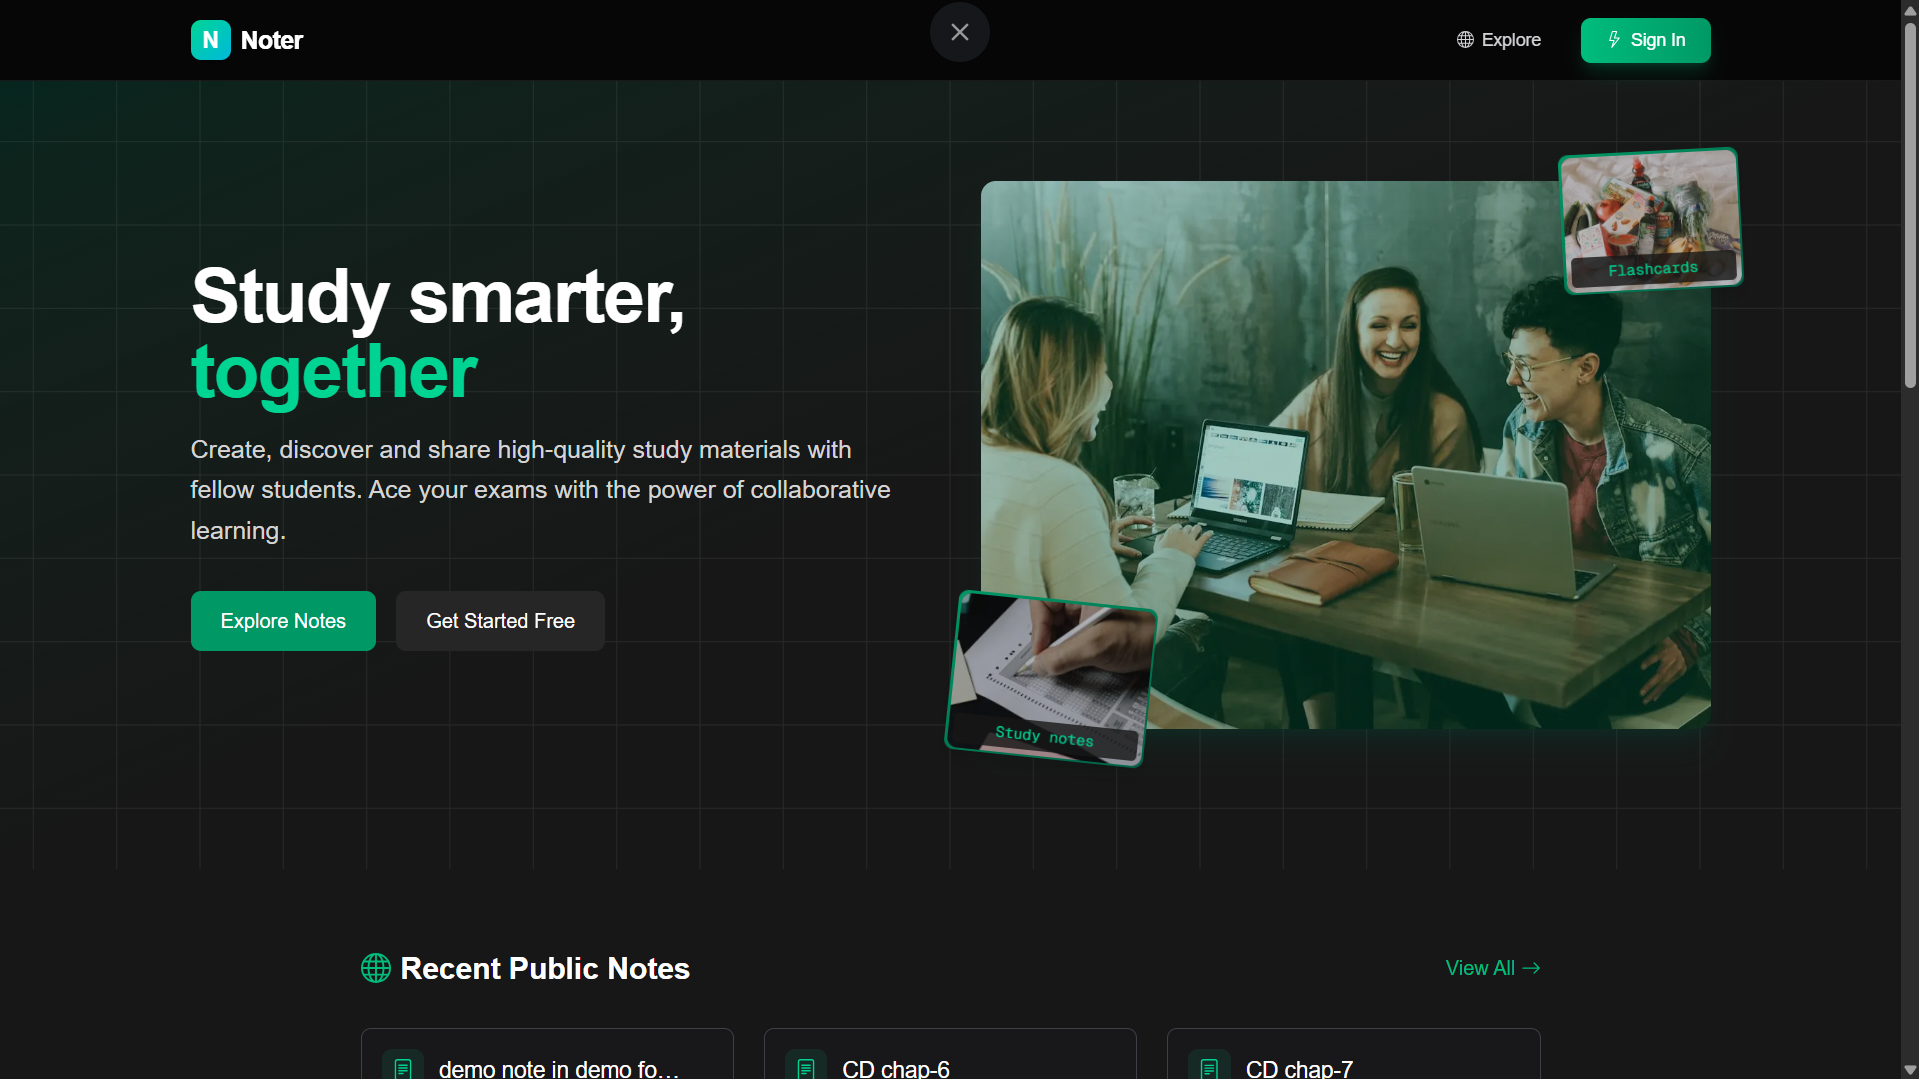 N Noter
Explore
Sign In
Study smarter,
together
Create, discover and share high-quality study materials with
fellow students. Ace your exams with the power of collaborative
learning.
Explore Notes
Get Started Free
Flashcards
Study notes
Recent Public Notes
View All →
demo note in demo fo...
CD chap-6
CD chap-7